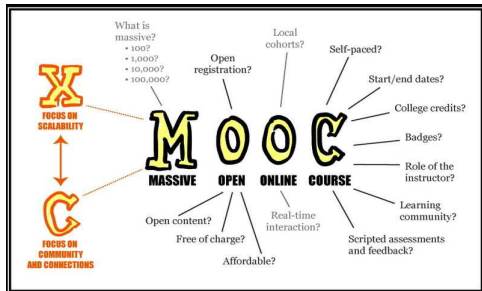 What is
massive?
• 100?
• 1,000?
• 10,000?
• 100,000?
Open
registration?
Local
cohorts?
Self-paced?
Start/end dates?
College credits?
Badges?
Role of the
instructor?
Learning
community?
Scripted assessments
and feedback?
X
FOCUS ON
SCALABILITY
C
FOCUS ON
COMMUNITY
AND CONNECTIONS
MOOC
MASSIVE OPEN ONLINE COURSE
Open content?
Free of charge?
Affordable?
Real-time
interaction?